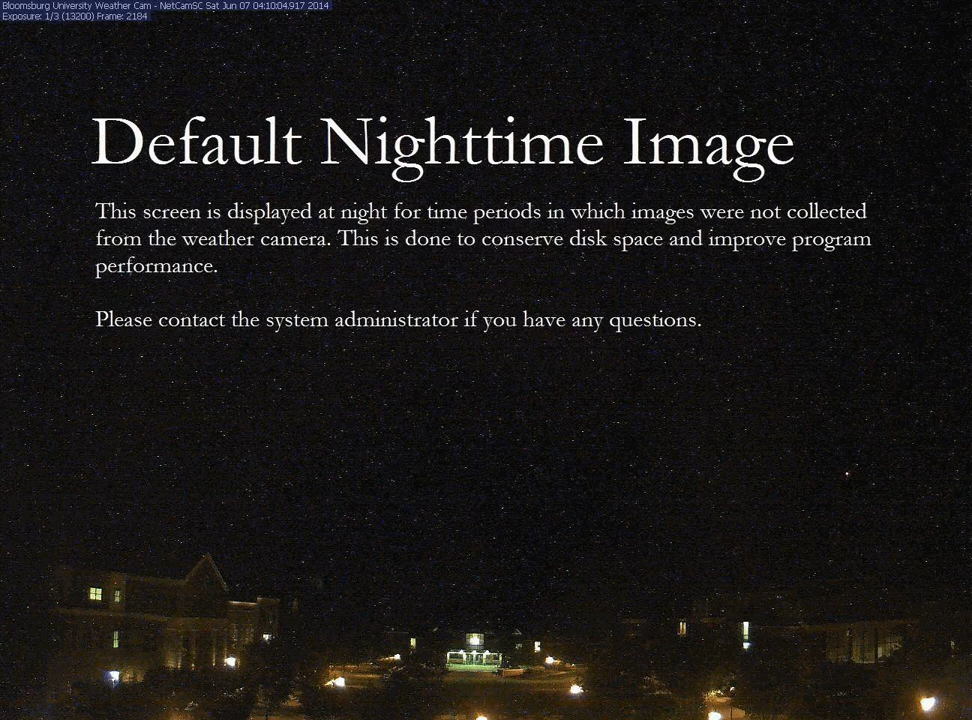 Bloomsburg University Weather Cam - NetCamSC Sat Jun 07 04:10:04.917 2014
Exposure: 1/3 (13200) Frame: 2184
Default Nighttime Image
This screen is displayed at night for time periods in which images were not collected
from the weather camera. This is done to conserve disk space and improve program
performance.
Please contact the system administrator if you have any questions.